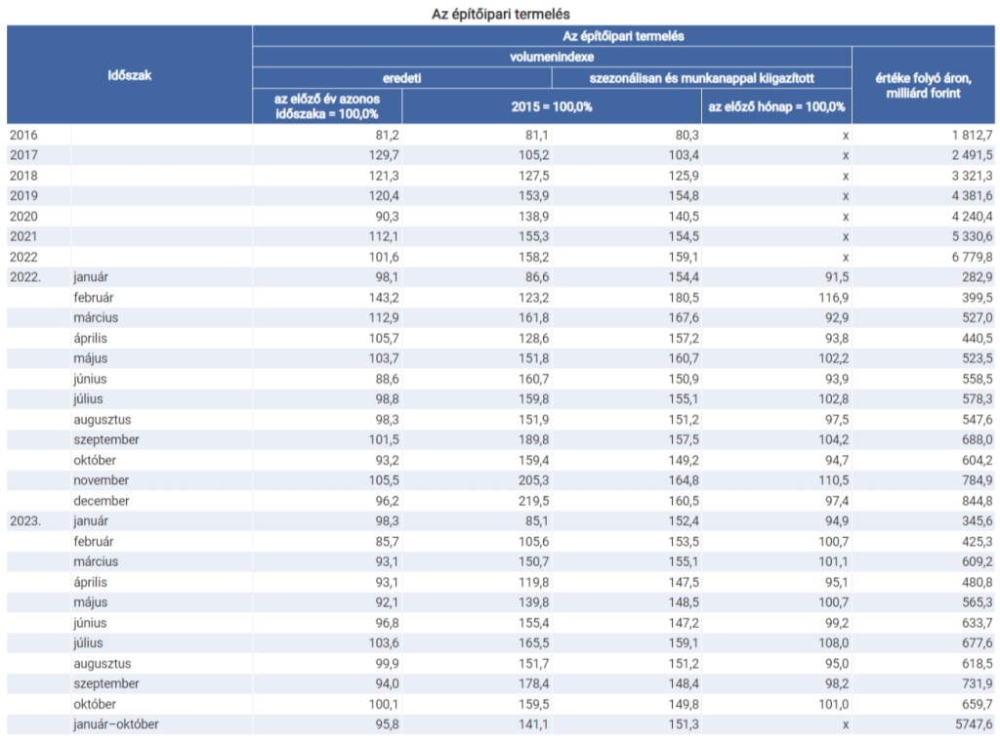 Az építőipari termelés
Időszak
Az építőipari termelés
volumenindexe
értéke folyó áron, milliárd forint
eredeti
szezonálisan és munkanappal kiigazított
az előző év azonos időszaka = 100,0%
2015 = 100,0%
az előző hónap = 100,0%
2016 81,2 81,1 80,3 x 1 812,7
2017 129,7 105,2 103,4 x 2 491,5
2018 121,3 127,5 125,9 x 3 321,3
2019 120,4 153,9 154,8 x 4 381,6
2020 90,3 138,9 140,5 x 4 240,4
2021 112,1 155,3 154,5 x 5 330,6
2022 101,6 158,2 159,1 x 6 779,8
2022. január 98,1 86,6 154,4 91,5 282,9
február 143,2 123,2 180,5 116,9 399,5
március 112,9 161,8 167,6 92,9 527,0
április 105,7 128,6 157,2 93,8 440,5
május 103,7 151,8 160,7 102,2 523,5
június 88,6 160,7 150,9 93,9 558,5
július 98,8 159,8 155,1 102,8 578,3
augusztus 98,3 151,9 151,2 97,5 547,6
szeptember 101,5 189,8 157,5 104,2 688,0
október 93,2 159,4 149,2 94,7 604,2
november 105,5 205,3 164,8 110,5 784,9
december 96,2 219,5 160,5 97,4 844,8
2023. január 98,3 85,1 152,4 94,9 345,6
február 85,7 105,6 153,5 100,7 425,3
március 93,1 150,7 155,1 101,1 609,2
április 93,1 119,8 147,5 95,1 480,8
május 92,1 139,8 148,5 100,7 565,3
június 96,8 155,4 147,2 99,2 633,7
július 103,6 165,5 159,1 108,0 677,6
augusztus 99,9 151,7 151,2 95,0 618,5
szeptember 94,0 178,4 148,4 98,2 731,9
október 100,1 159,5 149,8 101,0 659,7
január–október 95,8 141,1 151,3 x 5747,6